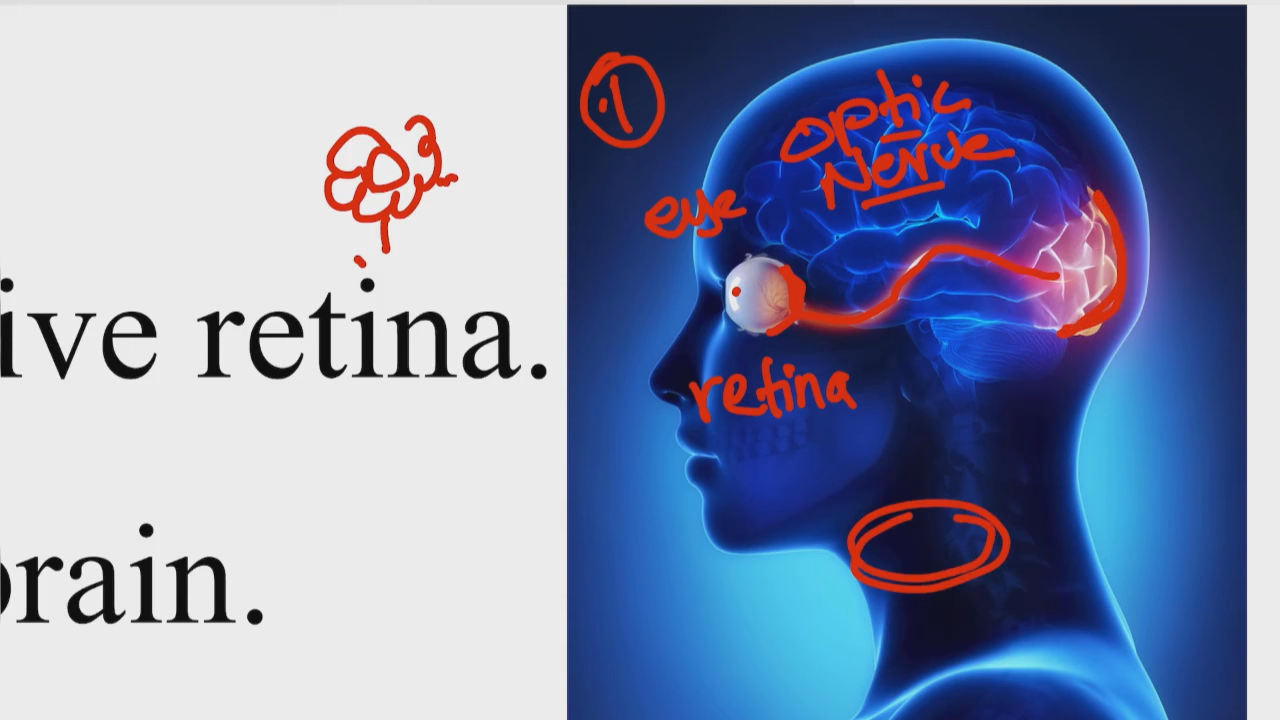 ive retina.
rain.
1
optic
Nerve
eye
retina